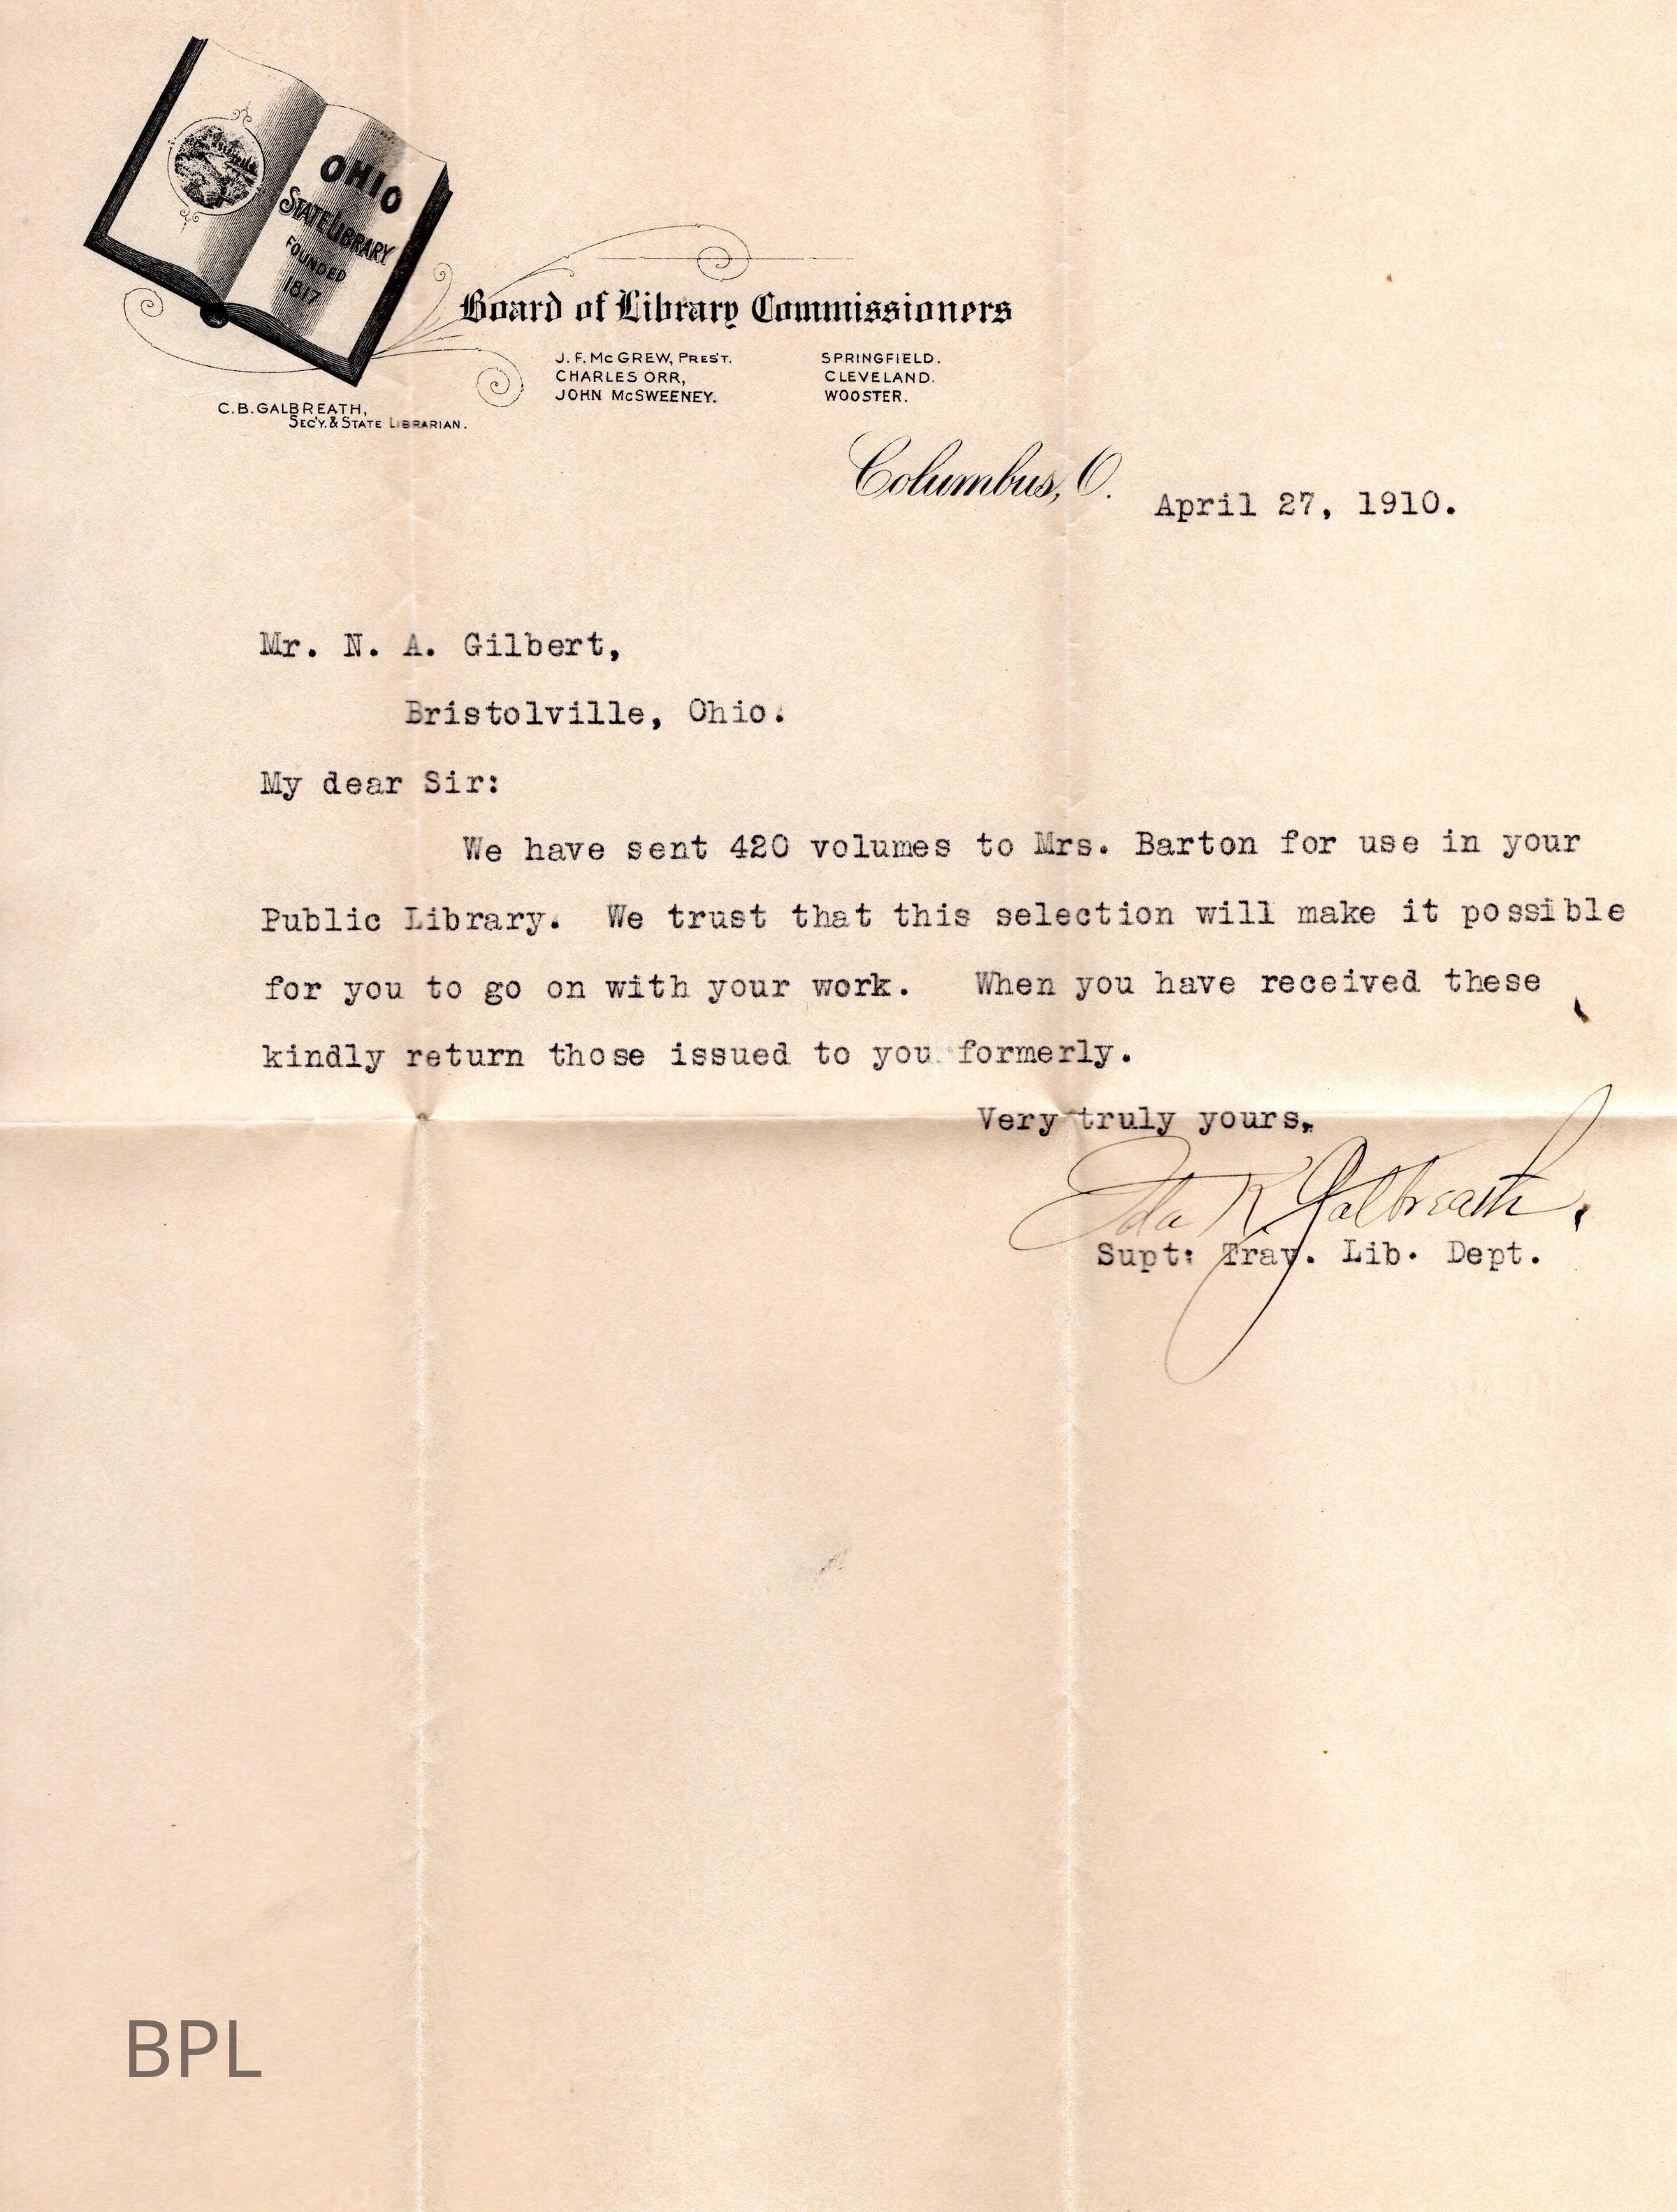 OHIO
STATE LIBRARY
FOUNDED
1817
Board of Library Commissioners
J. F. McGREW, PRES'T. SPRINGFIELD.
CHARLES ORR, CLEVELAND.
JOHN McSWEENEY. WOOSTER.
C. B. GALBREATH,
SEC'Y. & STATE LIBRARIAN.
Columbus, O. April 27, 1910.
Mr. N. A. Gilbert,
Bristolville, Ohio.
My dear Sir:
We have sent 420 volumes to Mrs. Barton for use in your
Public Library. We trust that this selection will make it possible
for you to go on with your work. When you have received these
kindly return those issued to you formerly.
Very truly yours,
Ida K. Galbreath.
Supt: Trav. Lib. Dept.
BPL